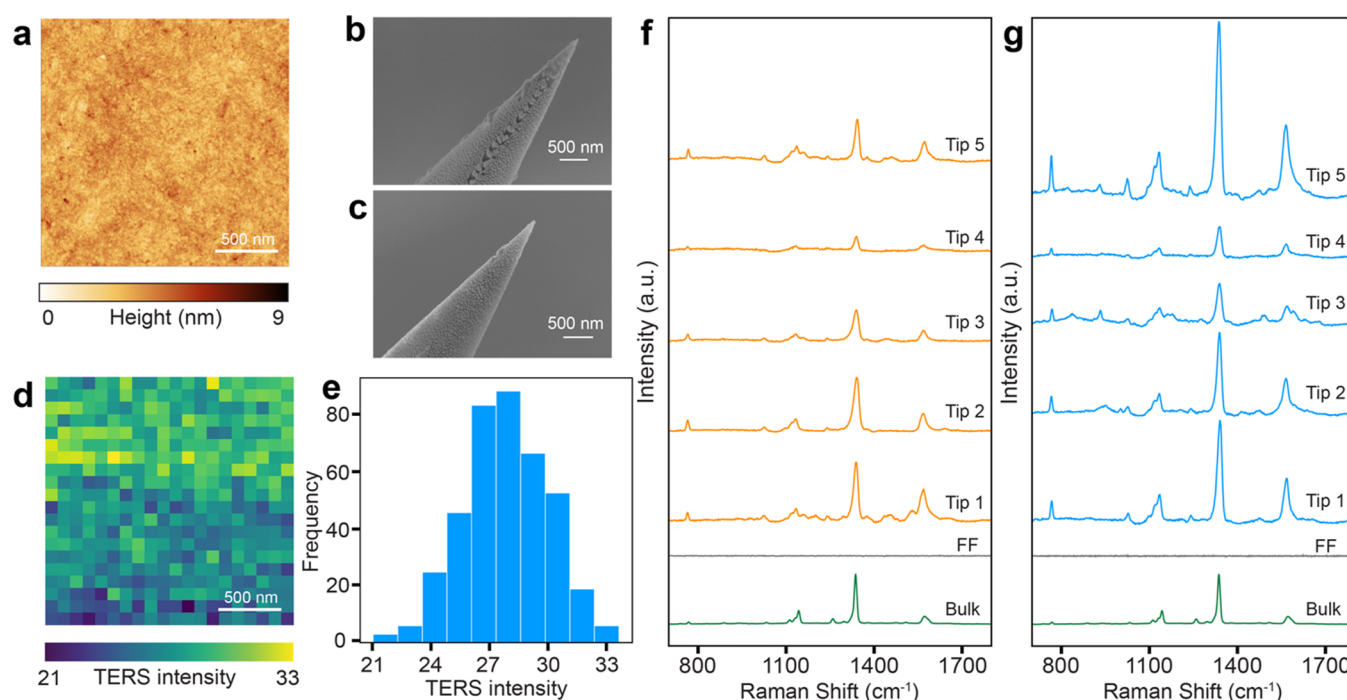 a
500 nm
0 Height (nm) 9
b
500 nm
c
500 nm
d
500 nm
21 TERS intensity 33
e
Frequency
80
60
40
20
0
21 24 27 30 33
TERS intensity
f
Intensity (a.u.)
Tip 5
Tip 4
Tip 3
Tip 2
Tip 1
FF
Bulk
800 1100 1400 1700
Raman Shift (cm⁻¹)
g
Intensity (a.u.)
Tip 5
Tip 4
Tip 3
Tip 2
Tip 1
FF
Bulk
800 1100 1400 1700
Raman Shift (cm⁻¹)